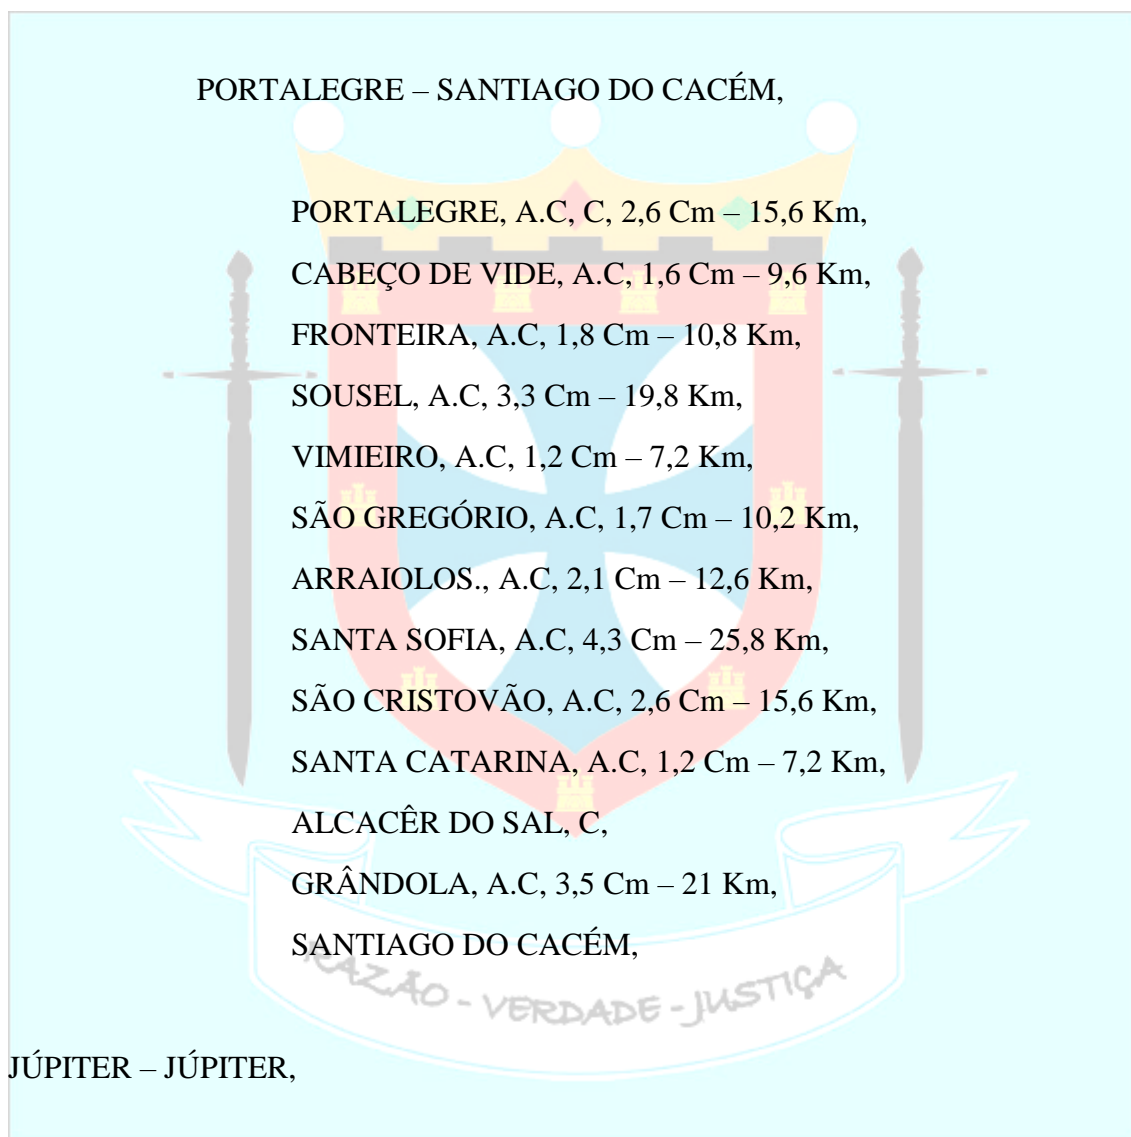 PORTALEGRE – SANTIAGO DO CACÉM,
PORTALEGRE, A.C, C, 2,6 Cm – 15,6 Km,
CABEÇO DE VIDE, A.C, 1,6 Cm – 9,6 Km,
FRONTEIRA, A.C, 1,8 Cm – 10,8 Km,
SOUSEL, A.C, 3,3 Cm – 19,8 Km,
VIMIEIRO, A.C, 1,2 Cm – 7,2 Km,
SÃO GREGÓRIO, A.C, 1,7 Cm – 10,2 Km,
ARRAIOLOS., A.C, 2,1 Cm – 12,6 Km,
SANTA SOFIA, A.C, 4,3 Cm – 25,8 Km,
SÃO CRISTOVÃO, A.C, 2,6 Cm – 15,6 Km,
SANTA CATARINA, A.C, 1,2 Cm – 7,2 Km,
ALCACÊR DO SAL, C,
GRÂNDOLA, A.C, 3,5 Cm – 21 Km,
SANTIAGO DO CACÉM,
RAZÃO - VERDADE - JUSTIÇA
JÚPITER – JÚPITER,